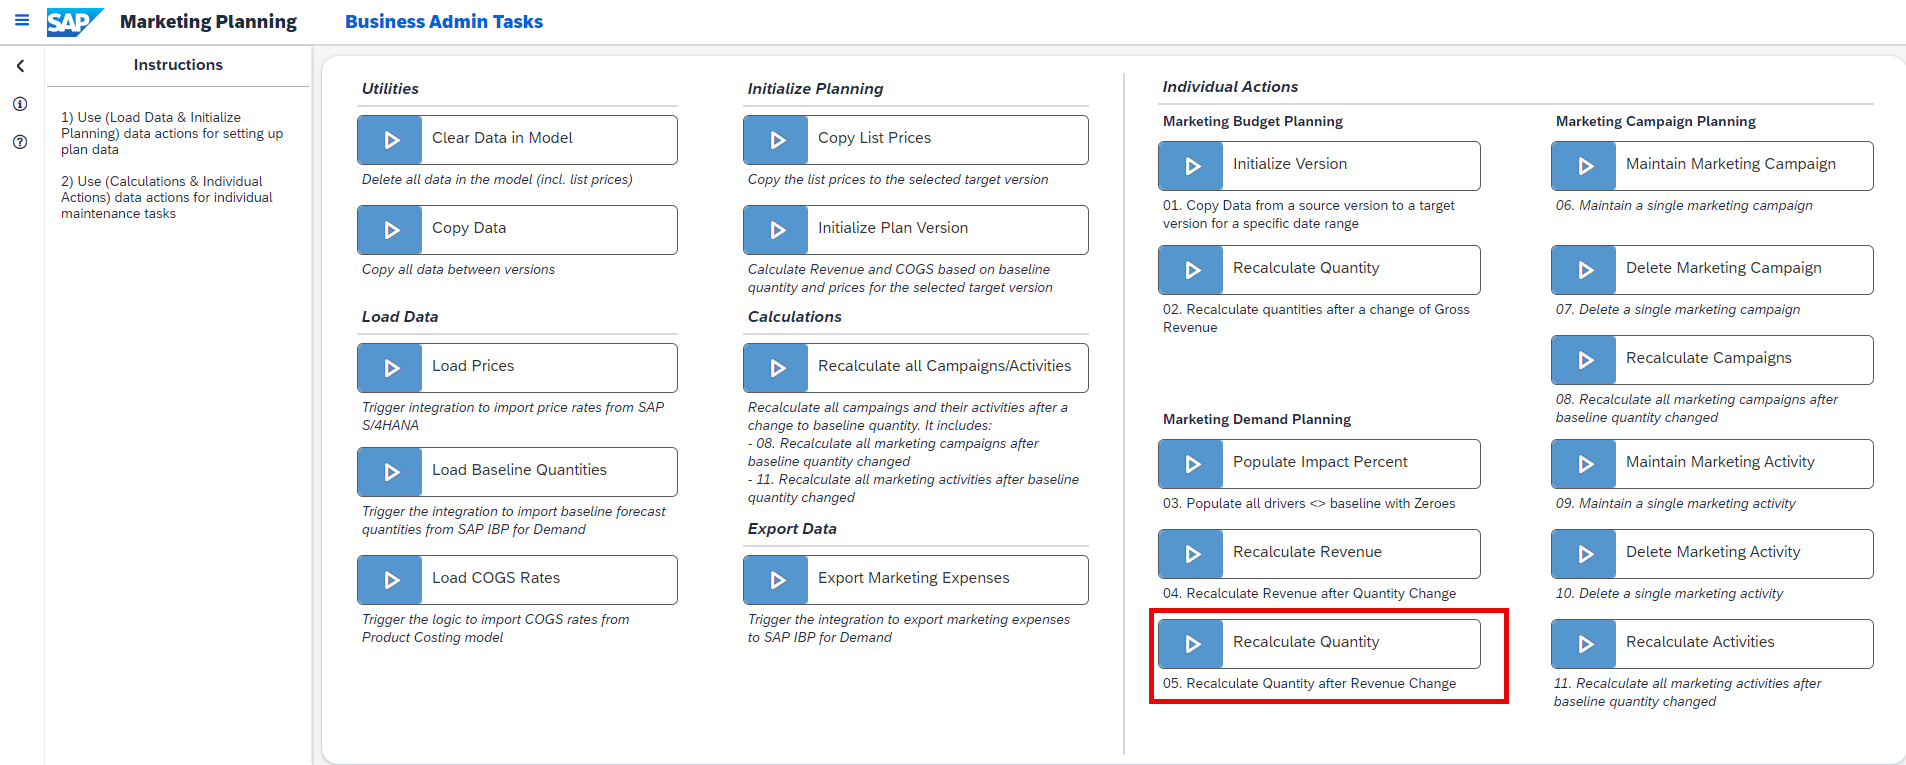 SAP Marketing Planning Business Admin Tasks
Instructions
1) Use (Load Data & Initialize
Planning) data actions for setting up
plan data
2) Use (Calculations & Individual
Actions) data actions for individual
maintenance tasks
Utilities
Clear Data in Model
Delete all data in the model (incl. list prices)
Copy Data
Copy all data between versions
Load Data
Load Prices
Trigger integration to import price rates from SAP
S/4HANA
Load Baseline Quantities
Trigger the integration to import baseline forecast
quantities from SAP IBP for Demand
Load COGS Rates
Trigger the logic to import COGS rates from
Product Costing model
Initialize Planning
Copy List Prices
Copy the list prices to the selected target version
Initialize Plan Version
Calculate Revenue and COGS based on baseline
quantity and prices for the selected target version
Calculations
Recalculate all Campaigns/Activities
Recalculate all campaings and their activities after a
change to baseline quantity. It includes:
- 08. Recalculate all marketing campaigns after
baseline quantity changed
- 11. Recalculate all marketing activities after baseline
quantity changed
Export Data
Export Marketing Expenses
Trigger the integration to export marketing expenses
to SAP IBP for Demand
Individual Actions
Marketing Budget Planning
Initialize Version
01. Copy Data from a source version to a target
version for a specific date range
Recalculate Quantity
02. Recalculate quantities after a change of Gross
Revenue
Marketing Demand Planning
Populate Impact Percent
03. Populate all drivers <> baseline with Zeroes
Recalculate Revenue
04. Recalculate Revenue after Quantity Change
Recalculate Quantity
05. Recalculate Quantity after Revenue Change
Marketing Campaign Planning
Maintain Marketing Campaign
06. Maintain a single marketing campaign
Delete Marketing Campaign
07. Delete a single marketing campaign
Recalculate Campaigns
08. Recalculate all marketing campaigns after
baseline quantity changed
Maintain Marketing Activity
09. Maintain a single marketing activity
Delete Marketing Activity
10. Delete a single marketing activity
Recalculate Activities
11. Recalculate all marketing activities after
baseline quantity changed